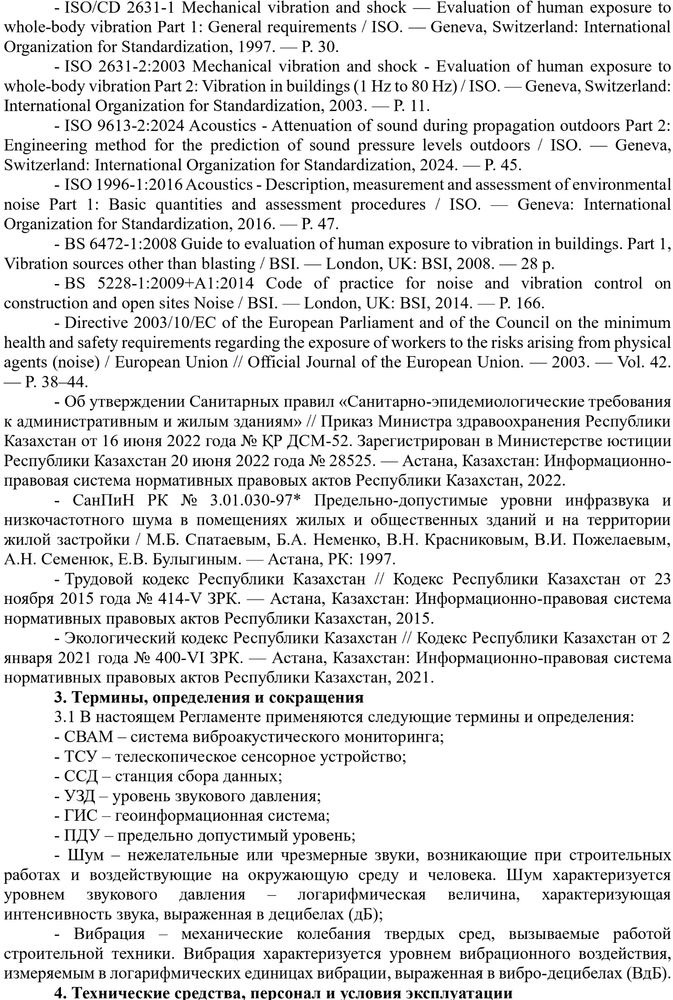 - ISO/CD 2631-1 Mechanical vibration and shock — Evaluation of human exposure to
whole-body vibration Part 1: General requirements / ISO. — Geneva, Switzerland: International
Organization for Standardization, 1997. — P. 30.
- ISO 2631-2:2003 Mechanical vibration and shock - Evaluation of human exposure to
whole-body vibration Part 2: Vibration in buildings (1 Hz to 80 Hz) / ISO. — Geneva, Switzerland:
International Organization for Standardization, 2003. — P. 11.
- ISO 9613-2:2024 Acoustics - Attenuation of sound during propagation outdoors Part 2:
Engineering method for the prediction of sound pressure levels outdoors / ISO. — Geneva,
Switzerland: International Organization for Standardization, 2024. — P. 45.
- ISO 1996-1:2016 Acoustics - Description, measurement and assessment of environmental
noise Part 1: Basic quantities and assessment procedures / ISO. — Geneva: International
Organization for Standardization, 2016. — P. 47.
- BS 6472-1:2008 Guide to evaluation of human exposure to vibration in buildings. Part 1,
Vibration sources other than blasting / BSI. — London, UK: BSI, 2008. — 28 p.
- BS 5228-1:2009+A1:2014 Code of practice for noise and vibration control on
construction and open sites Noise / BSI. — London, UK: BSI, 2014. — P. 166.
- Directive 2003/10/EC of the European Parliament and of the Council on the minimum
health and safety requirements regarding the exposure of workers to the risks arising from physical
agents (noise) / European Union // Official Journal of the European Union. — 2003. — Vol. 42.
— P. 38–44.
- Об утверждении Санитарных правил «Санитарно-эпидемиологические требования
к административным и жилым зданиям» // Приказ Министра здравоохранения Республики
Казахстан от 16 июня 2022 года № ҚР ДСМ-52. Зарегистрирован в Министерстве юстиции
Республики Казахстан 20 июня 2022 года № 28525. — Астана, Казахстан: Информационно-
правовая система нормативных правовых актов Республики Казахстан, 2022.
- СанПиН РК № 3.01.030-97* Предельно-допустимые уровни инфразвука и
низкочастотного шума в помещениях жилых и общественных зданий и на территории
жилой застройки / М.Б. Спатаевым, Б.А. Неменко, В.Н. Красниковым, В.И. Пожелаевым,
А.Н. Семенюк, Е.В. Булыгиным. — Астана, РК: 1997.
- Трудовой кодекс Республики Казахстан // Кодекс Республики Казахстан от 23
ноября 2015 года № 414-V ЗРК. — Астана, Казахстан: Информационно-правовая система
нормативных правовых актов Республики Казахстан, 2015.
- Экологический кодекс Республики Казахстан // Кодекс Республики Казахстан от 2
января 2021 года № 400-VI ЗРК. — Астана, Казахстан: Информационно-правовая система
нормативных правовых актов Республики Казахстан, 2021.
3. Термины, определения и сокращения
3.1 В настоящем Регламенте применяются следующие термины и определения:
- СВАМ – система виброакустического мониторинга;
- ТСУ – телескопическое сенсорное устройство;
- ССД – станция сбора данных;
- УЗД – уровень звукового давления;
- ГИС – геоинформационная система;
- ПДУ – предельно допустимый уровень;
- Шум – нежелательные или чрезмерные звуки, возникающие при строительных
работах и воздействующие на окружающую среду и человека. Шум характеризуется
уровнем звукового давления – логарифмическая величина, характеризующая
интенсивность звука, выраженная в децибелах (дБ);
- Вибрация – механические колебания твердых сред, вызываемые работой
строительной техники. Вибрация характеризуется уровнем вибрационного воздействия,
измеряемым в логарифмических единицах вибрации, выраженная в вибро-децибелах (ВдБ).
4. Технические средства, персонал и условия эксплуатации